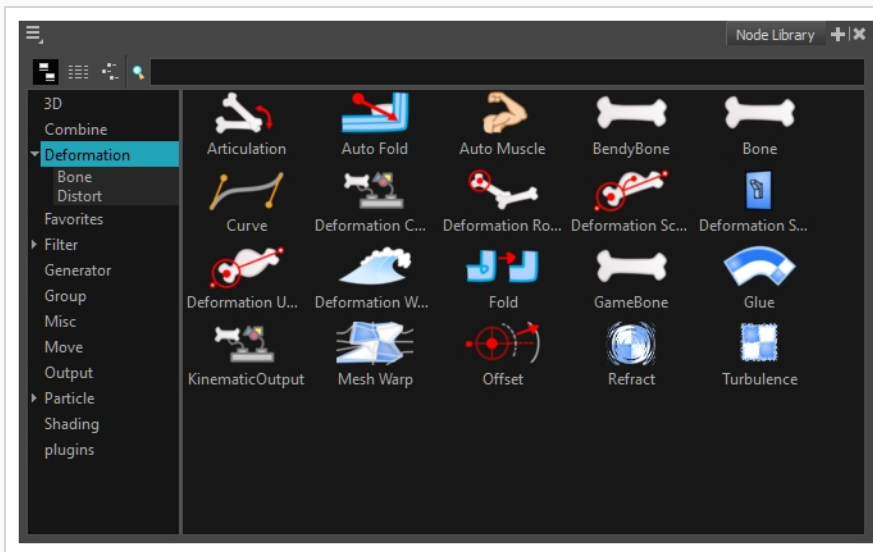 Node Library
3D
Combine
Deformation
Bone
Distort
Favorites
Filter
Generator
Group
Misc
Move
Output
Particle
Shading
plugins
Articulation Auto Fold Auto Muscle BendyBone Bone
Curve Deformation C... Deformation Ro... Deformation Sc... Deformation S...
Deformation U... Deformation W... Fold GameBone Glue
KinematicOutput Mesh Warp Offset Refract Turbulence